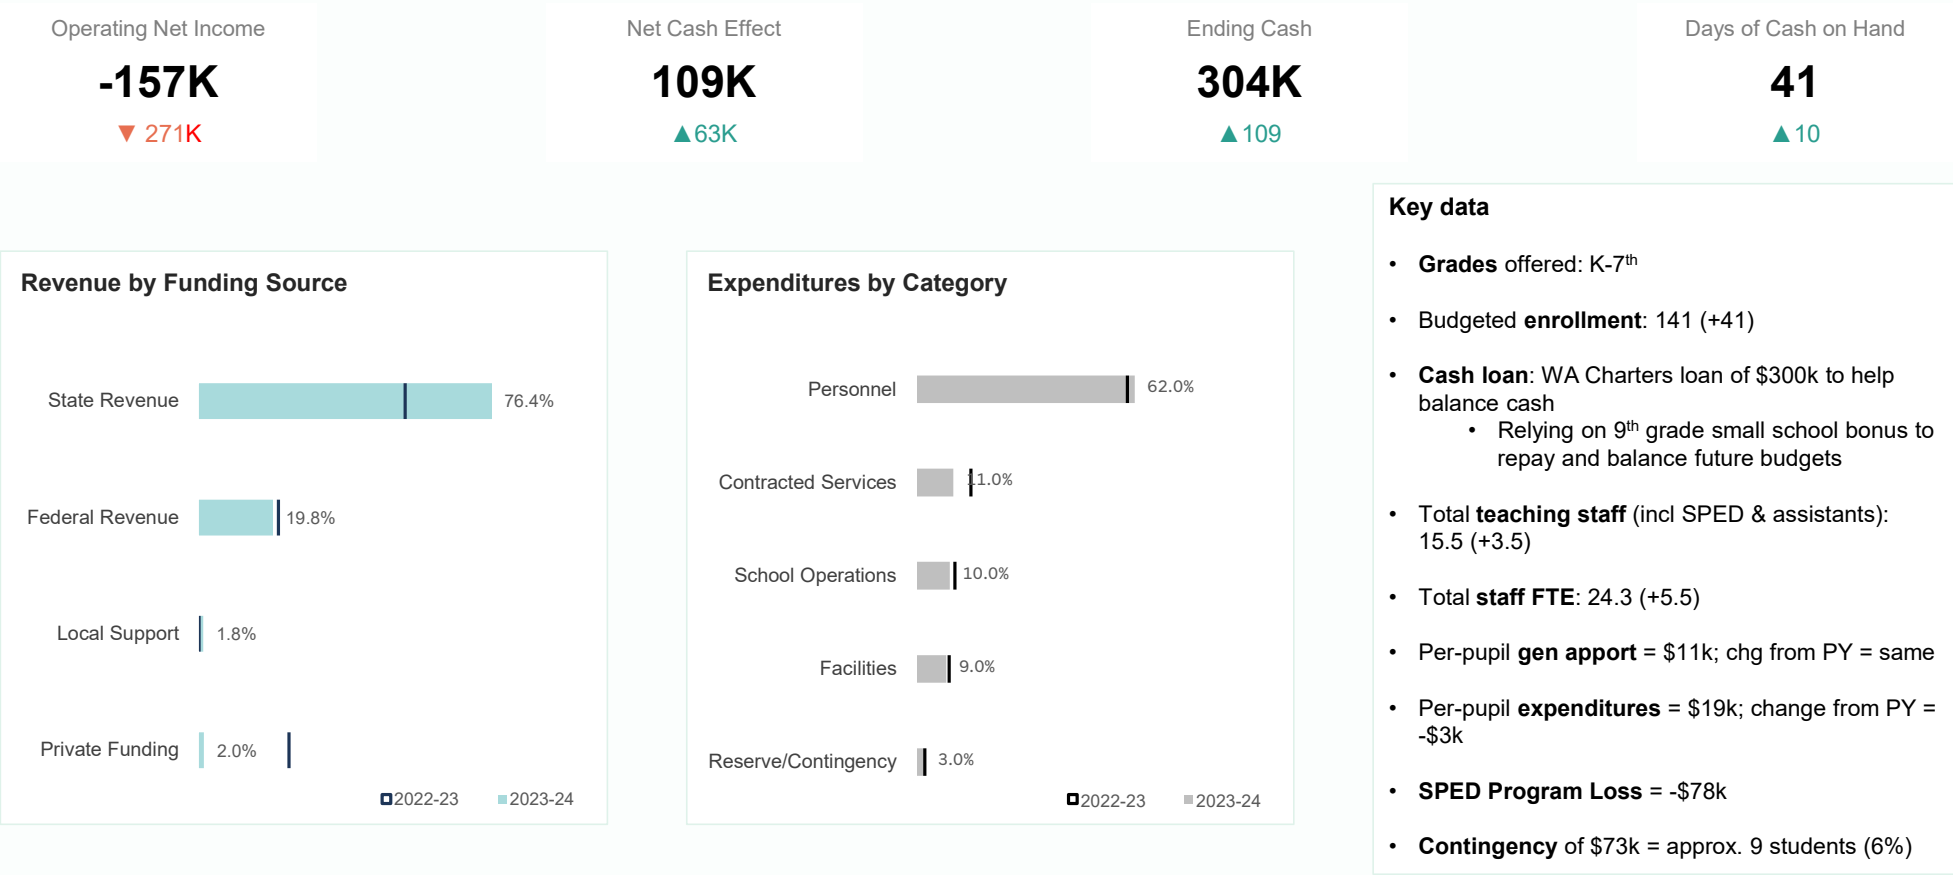 Operating Net Income
-157K
▼ 271K
Net Cash Effect
109K
▲63K
Ending Cash
304K
▲109
Days of Cash on Hand
41
▲10
Revenue by Funding Source
State Revenue
76.4%
Federal Revenue
19.8%
Local Support
1.8%
Private Funding
2.0%
2022-23
2023-24
Expenditures by Category
Personnel
62.0%
Contracted Services
11.0%
School Operations
10.0%
Facilities
9.0%
Reserve/Contingency
3.0%
2022-23
2023-24
Key data
• Grades offered: K-7th
• Budgeted enrollment: 141 (+41)
• Cash loan: WA Charters loan of $300k to help
balance cash
• Relying on 9th grade small school bonus to
repay and balance future budgets
• Total teaching staff (incl SPED & assistants):
15.5 (+3.5)
• Total staff FTE: 24.3 (+5.5)
• Per-pupil gen apport = $11k; chg from PY = same
• Per-pupil expenditures = $19k; change from PY =
-$3k
• SPED Program Loss = -$78k
• Contingency of $73k = approx. 9 students (6%)